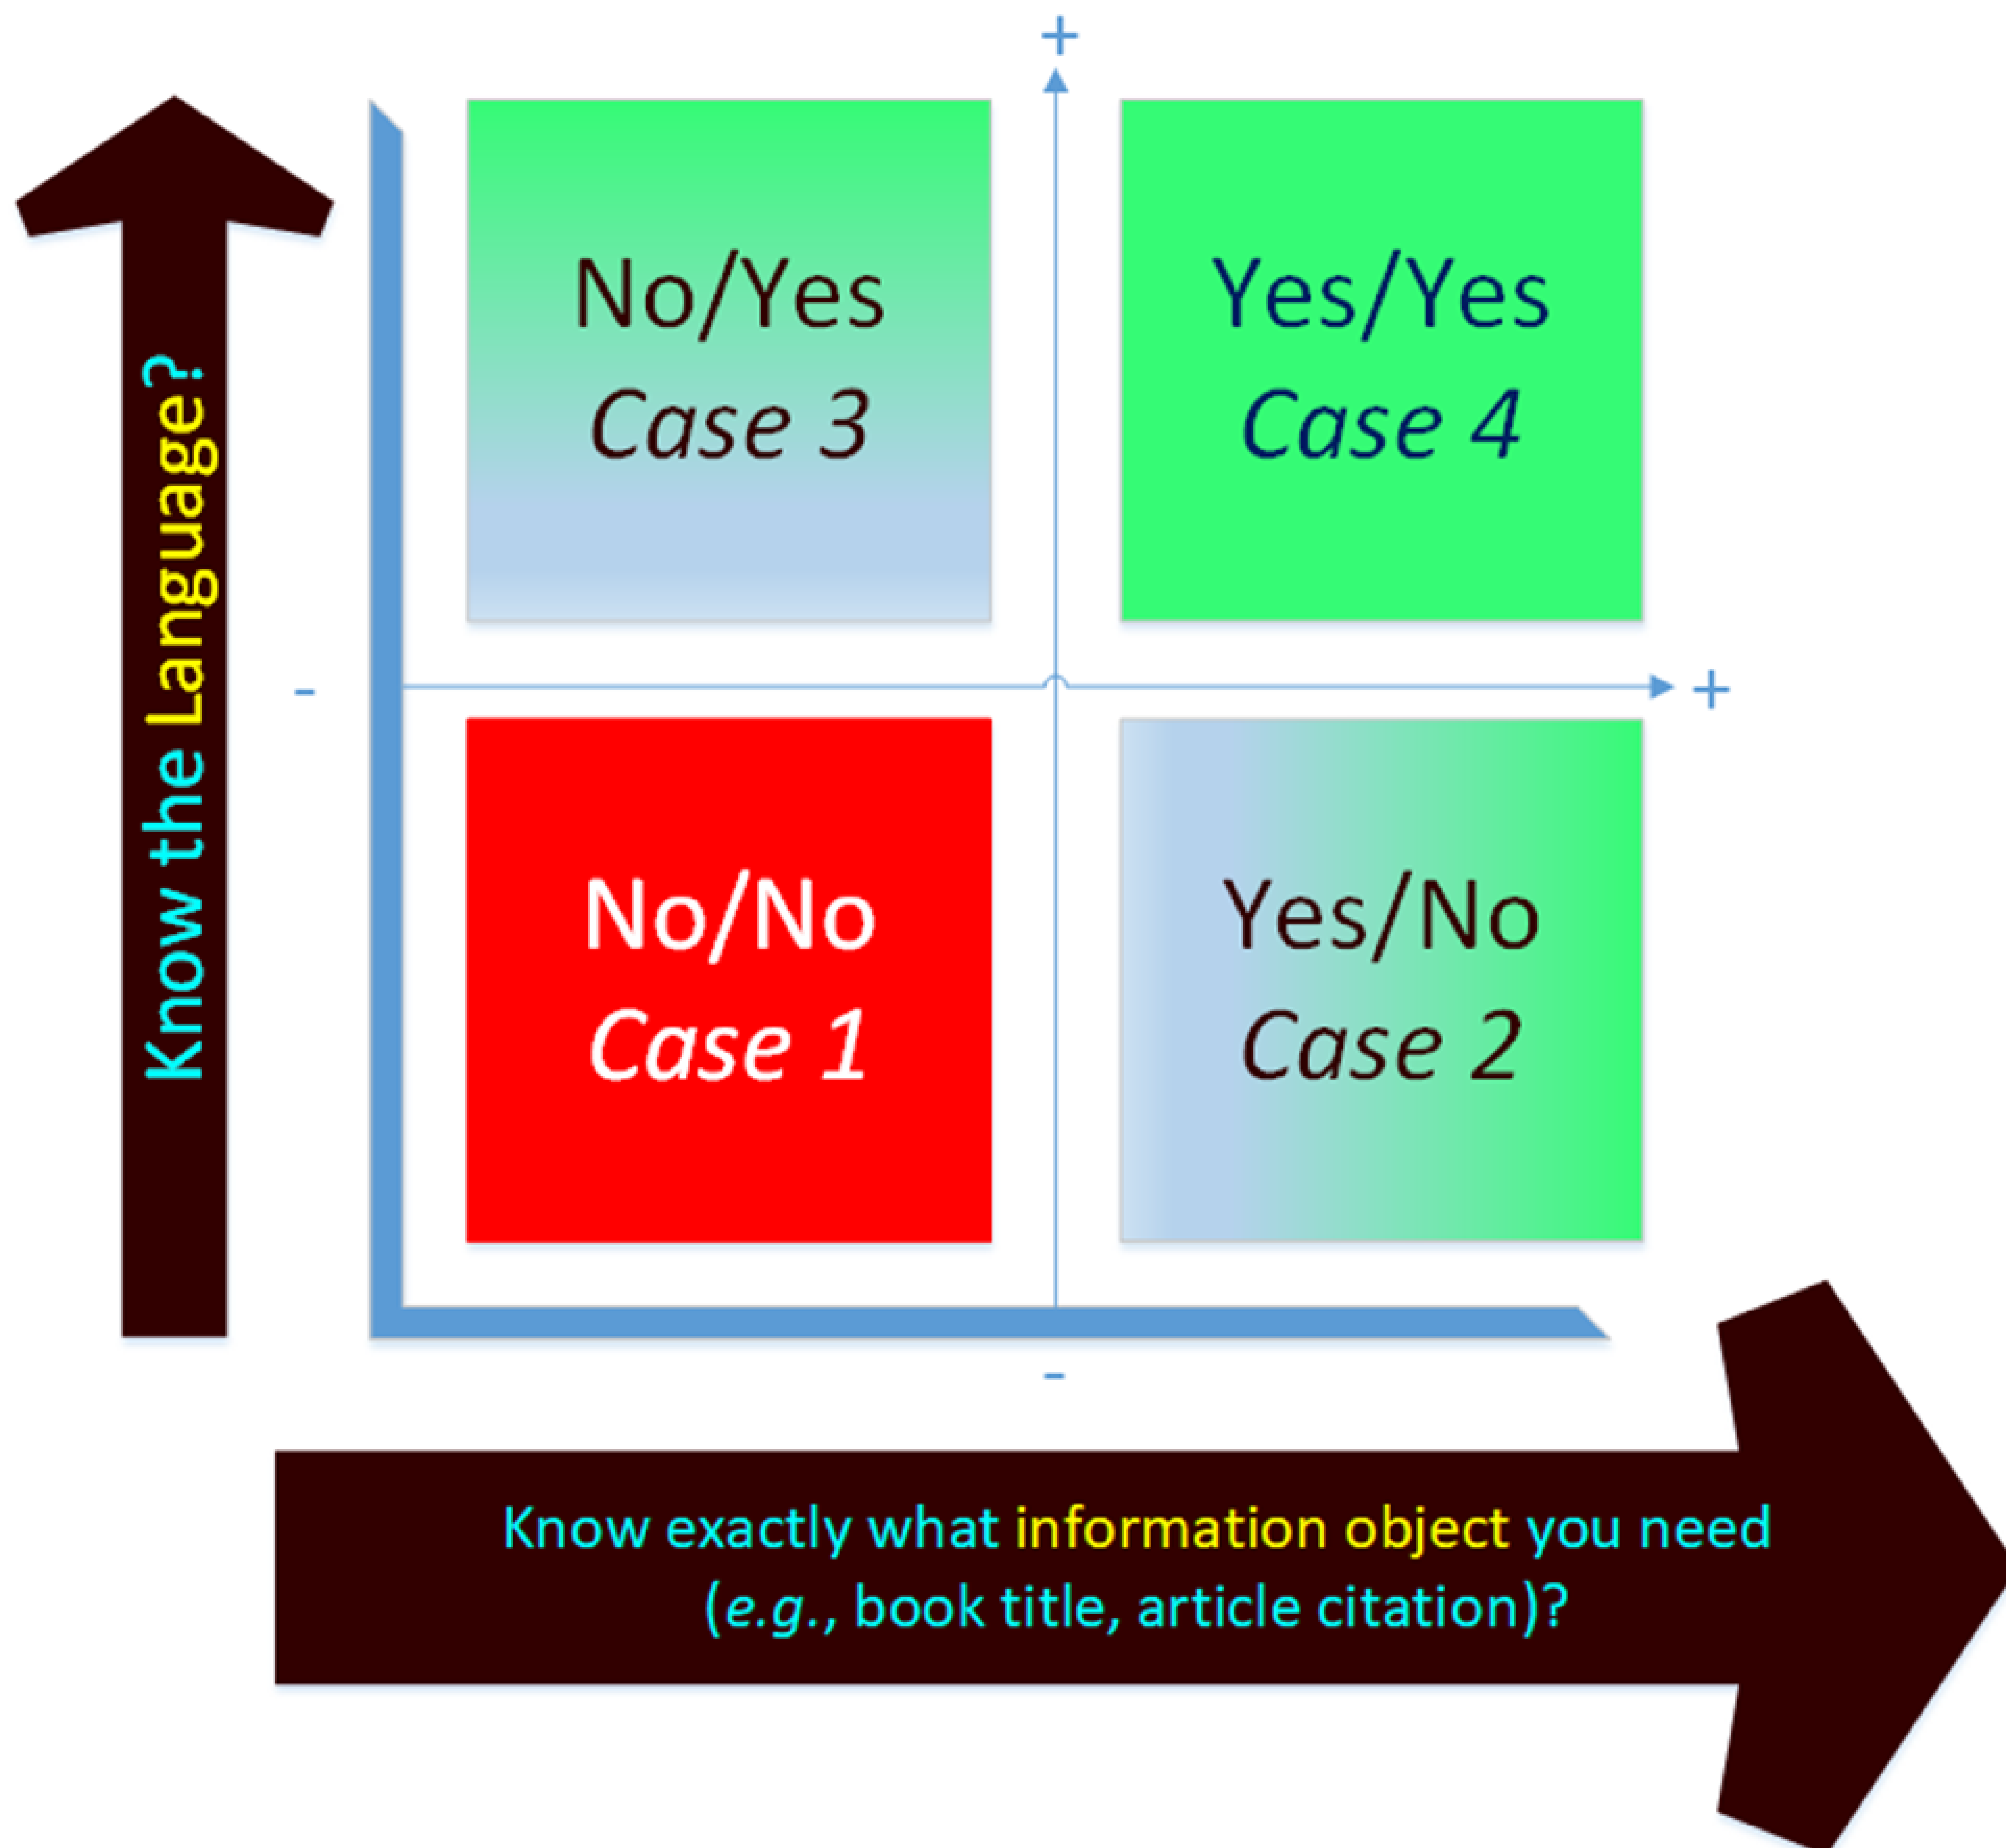 +
No/Yes
Case 3
Yes/Yes
Case 4
Know the Language?
-
+
No/No
Case 1
Yes/No
Case 2
-
Know exactly what information object you need
(e.g., book title, article citation)?